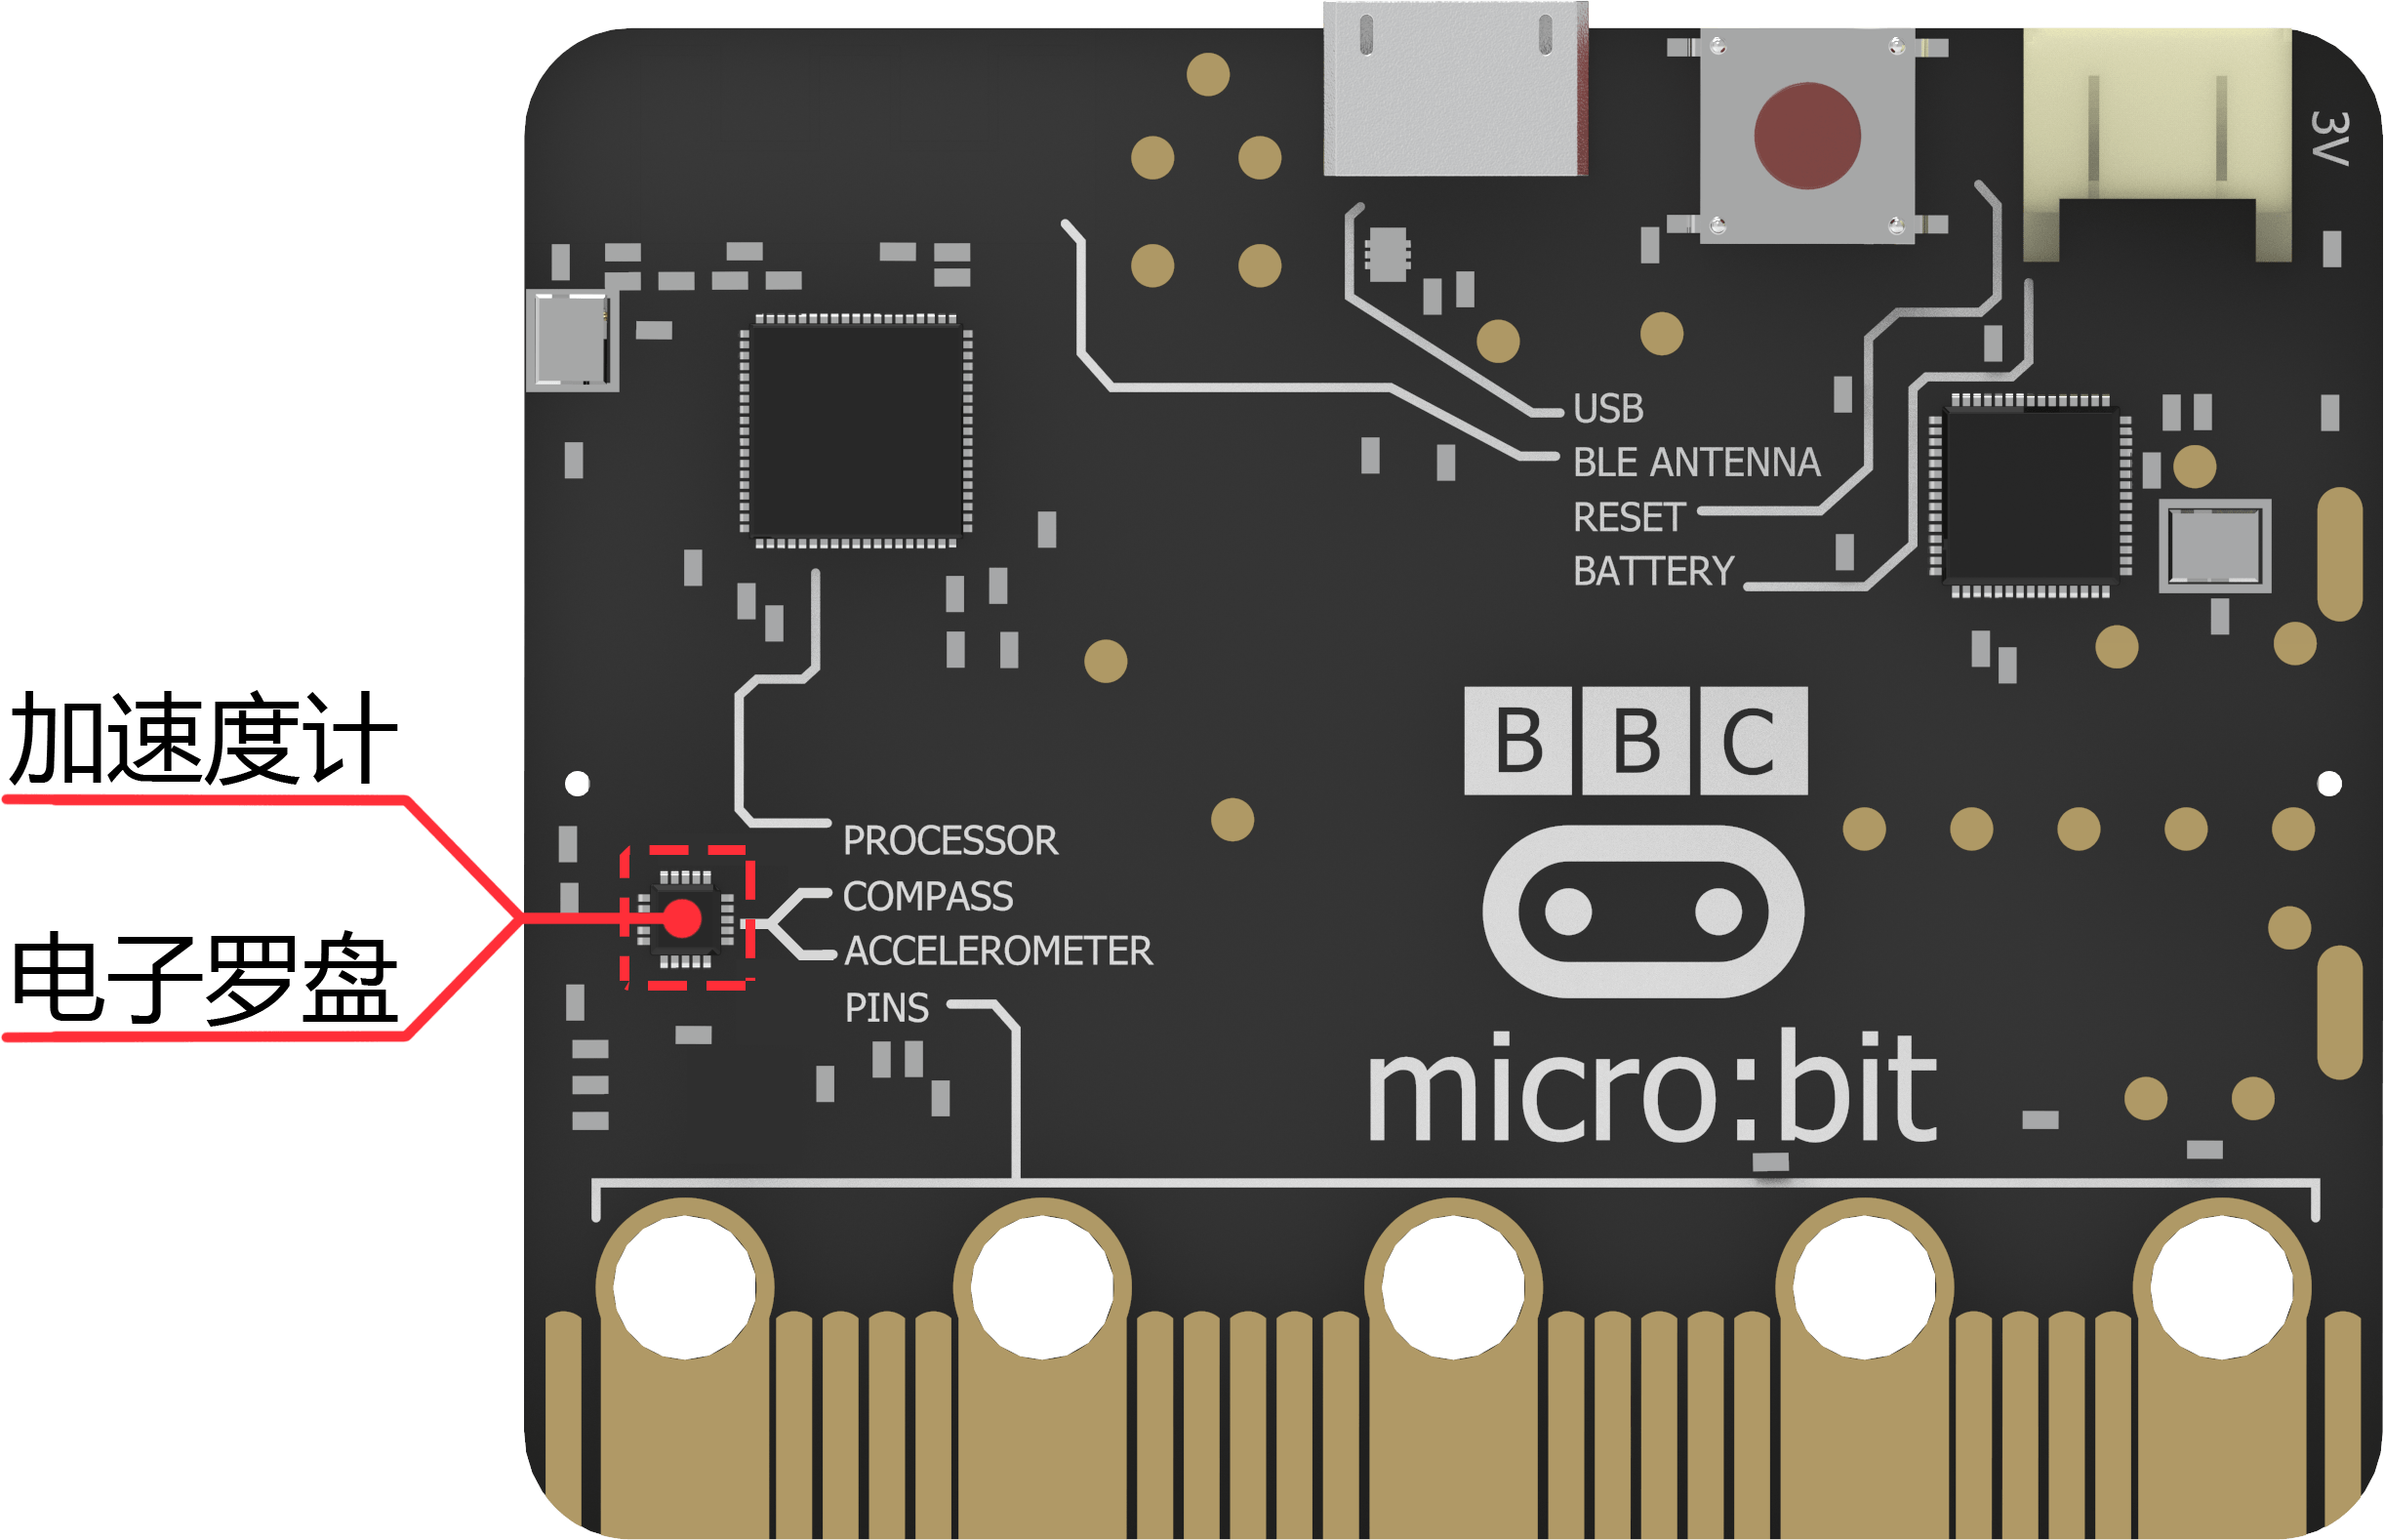 3V
USB
BLE ANTENNA
RESET
BATTERY
加速度计
电子罗盘
BBC
PROCESSOR
COMPASS
ACCELEROMETER
PINS
micro:bit